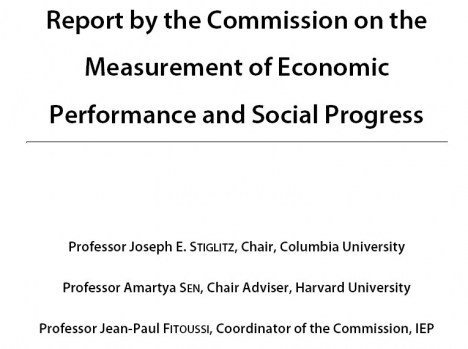 Report by the Commission on the
Measurement of Economic
Performance and Social Progress
Professor Joseph E. STIGLITZ, Chair, Columbia University
Professor Amartya SEN, Chair Adviser, Harvard University
Professor Jean-Paul FITOUSSI, Coordinator of the Commission, IEP